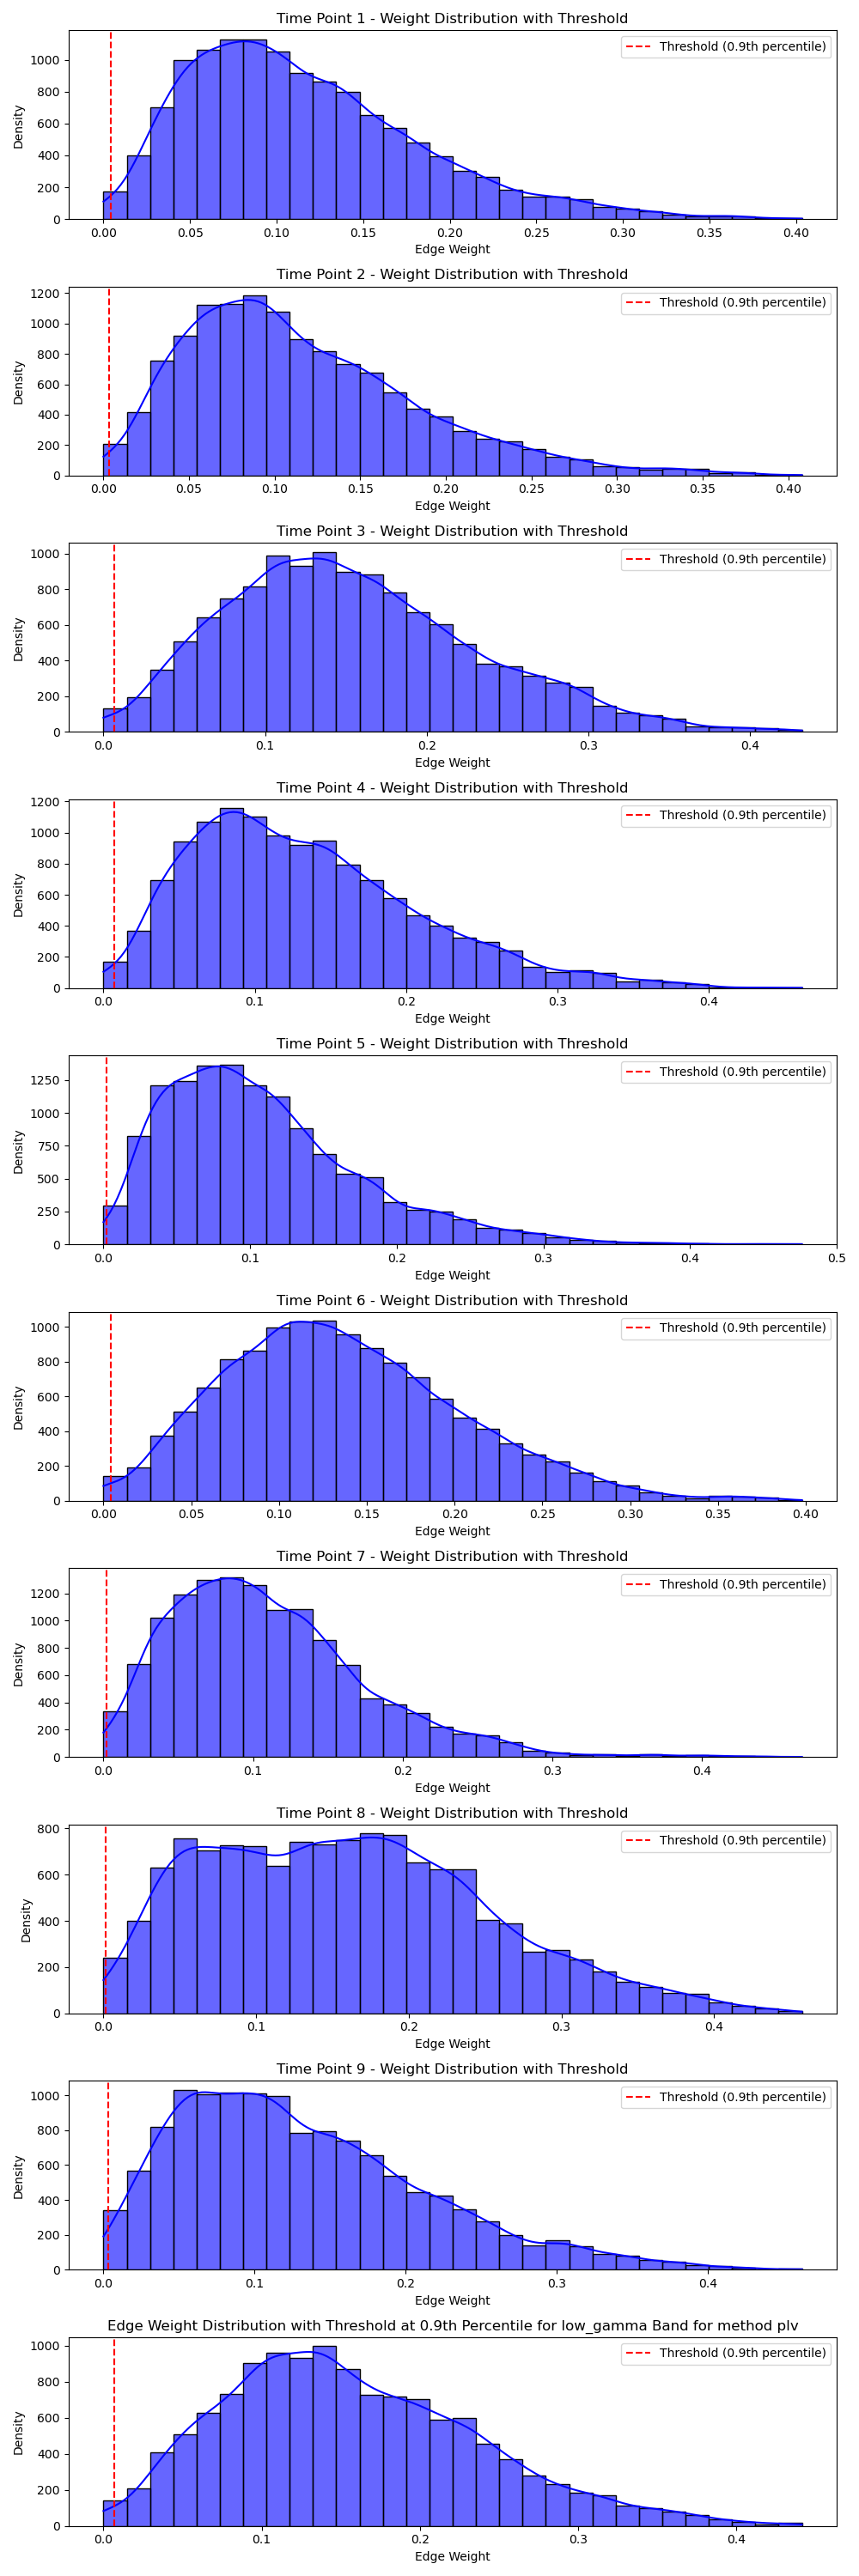 Time Point 1 - Weight Distribution with Threshold
Threshold (0.9th percentile)
Density
1000
800
600
400
200
0
0.00 0.05 0.10 0.15 0.20 0.25 0.30 0.35 0.40
Edge Weight
Time Point 2 - Weight Distribution with Threshold
Threshold (0.9th percentile)
Density
1200
1000
800
600
400
200
0
0.00 0.05 0.10 0.15 0.20 0.25 0.30 0.35 0.40
Edge Weight
Time Point 3 - Weight Distribution with Threshold
Threshold (0.9th percentile)
Density
1000
800
600
400
200
0
0.0 0.1 0.2 0.3 0.4
Edge Weight
Time Point 4 - Weight Distribution with Threshold
Threshold (0.9th percentile)
Density
1200
1000
800
600
400
200
0
0.0 0.1 0.2 0.3 0.4
Edge Weight
Time Point 5 - Weight Distribution with Threshold
Threshold (0.9th percentile)
Density
1250
1000
750
500
250
0
0.0 0.1 0.2 0.3 0.4 0.5
Edge Weight
Time Point 6 - Weight Distribution with Threshold
Threshold (0.9th percentile)
Density
1000
800
600
400
200
0
0.00 0.05 0.10 0.15 0.20 0.25 0.30 0.35 0.40
Edge Weight
Time Point 7 - Weight Distribution with Threshold
Threshold (0.9th percentile)
Density
1200
1000
800
600
400
200
0
0.0 0.1 0.2 0.3 0.4
Edge Weight
Time Point 8 - Weight Distribution with Threshold
Threshold (0.9th percentile)
Density
800
600
400
200
0
0.0 0.1 0.2 0.3 0.4
Edge Weight
Time Point 9 - Weight Distribution with Threshold
Threshold (0.9th percentile)
Density
1000
800
600
400
200
0
0.0 0.1 0.2 0.3 0.4
Edge Weight
Edge Weight Distribution with Threshold at 0.9th Percentile for low_gamma Band for method plv
Threshold (0.9th percentile)
Density
1000
800
600
400
200
0
0.0 0.1 0.2 0.3 0.4
Edge Weight